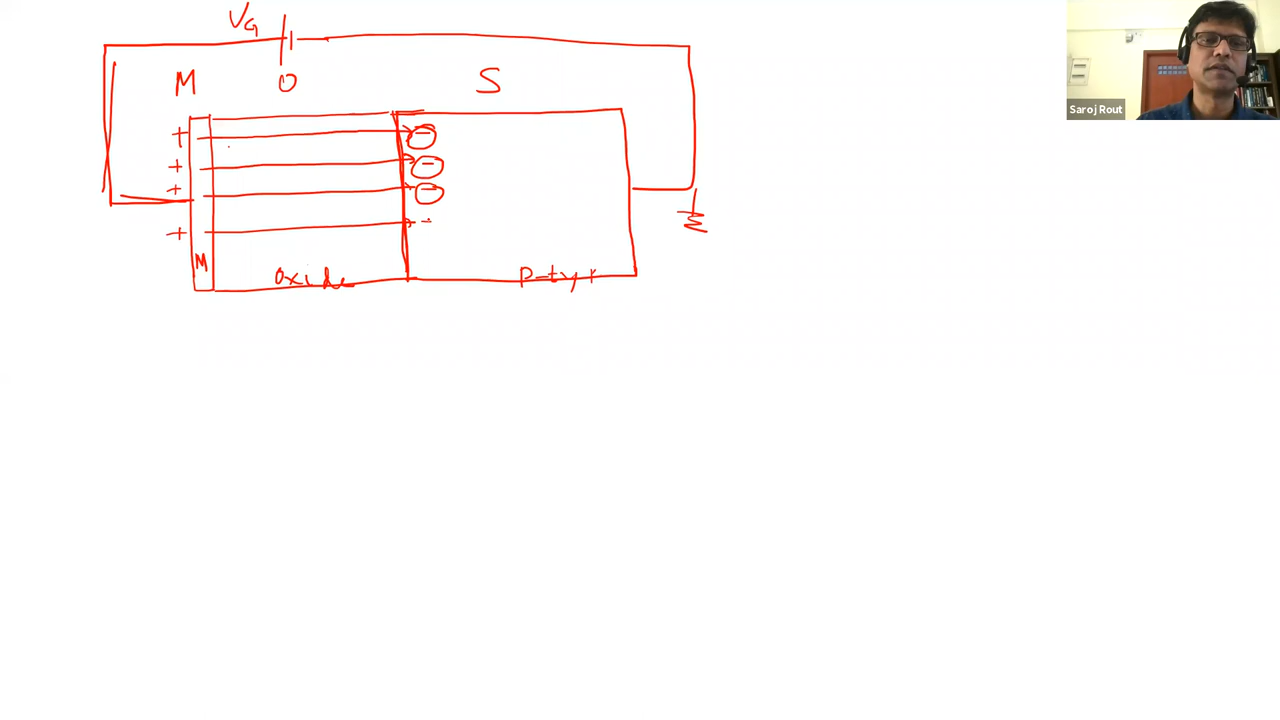 VG
M O S
+ -
+ -
+ -
+ -
M
Oxide p-type
Saroj Rout